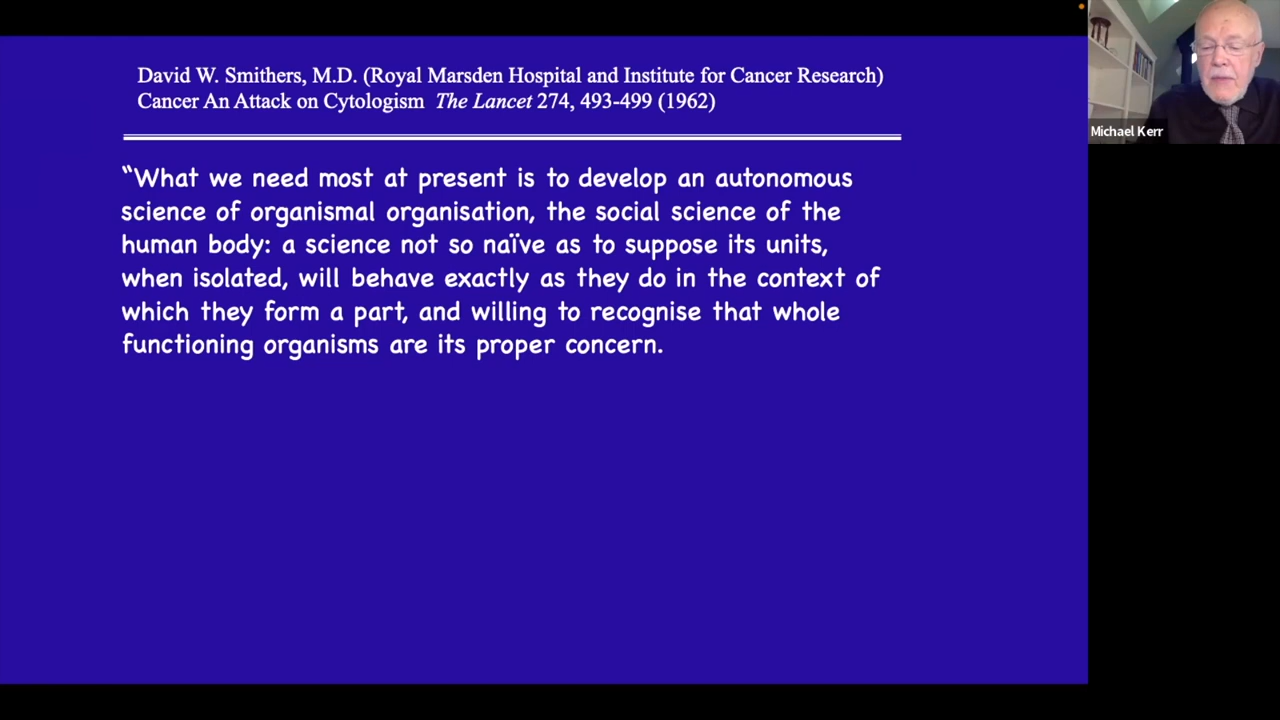 David W. Smithers, M.D. (Royal Marsden Hospital and Institute for Cancer Research)
Cancer An Attack on Cytologism The Lancet 274, 493-499 (1962)
“What we need most at present is to develop an autonomous
science of organismal organisation, the social science of the
human body: a science not so naïve as to suppose its units,
when isolated, will behave exactly as they do in the context of
which they form a part, and willing to recognise that whole
functioning organisms are its proper concern.
Michael Kerr